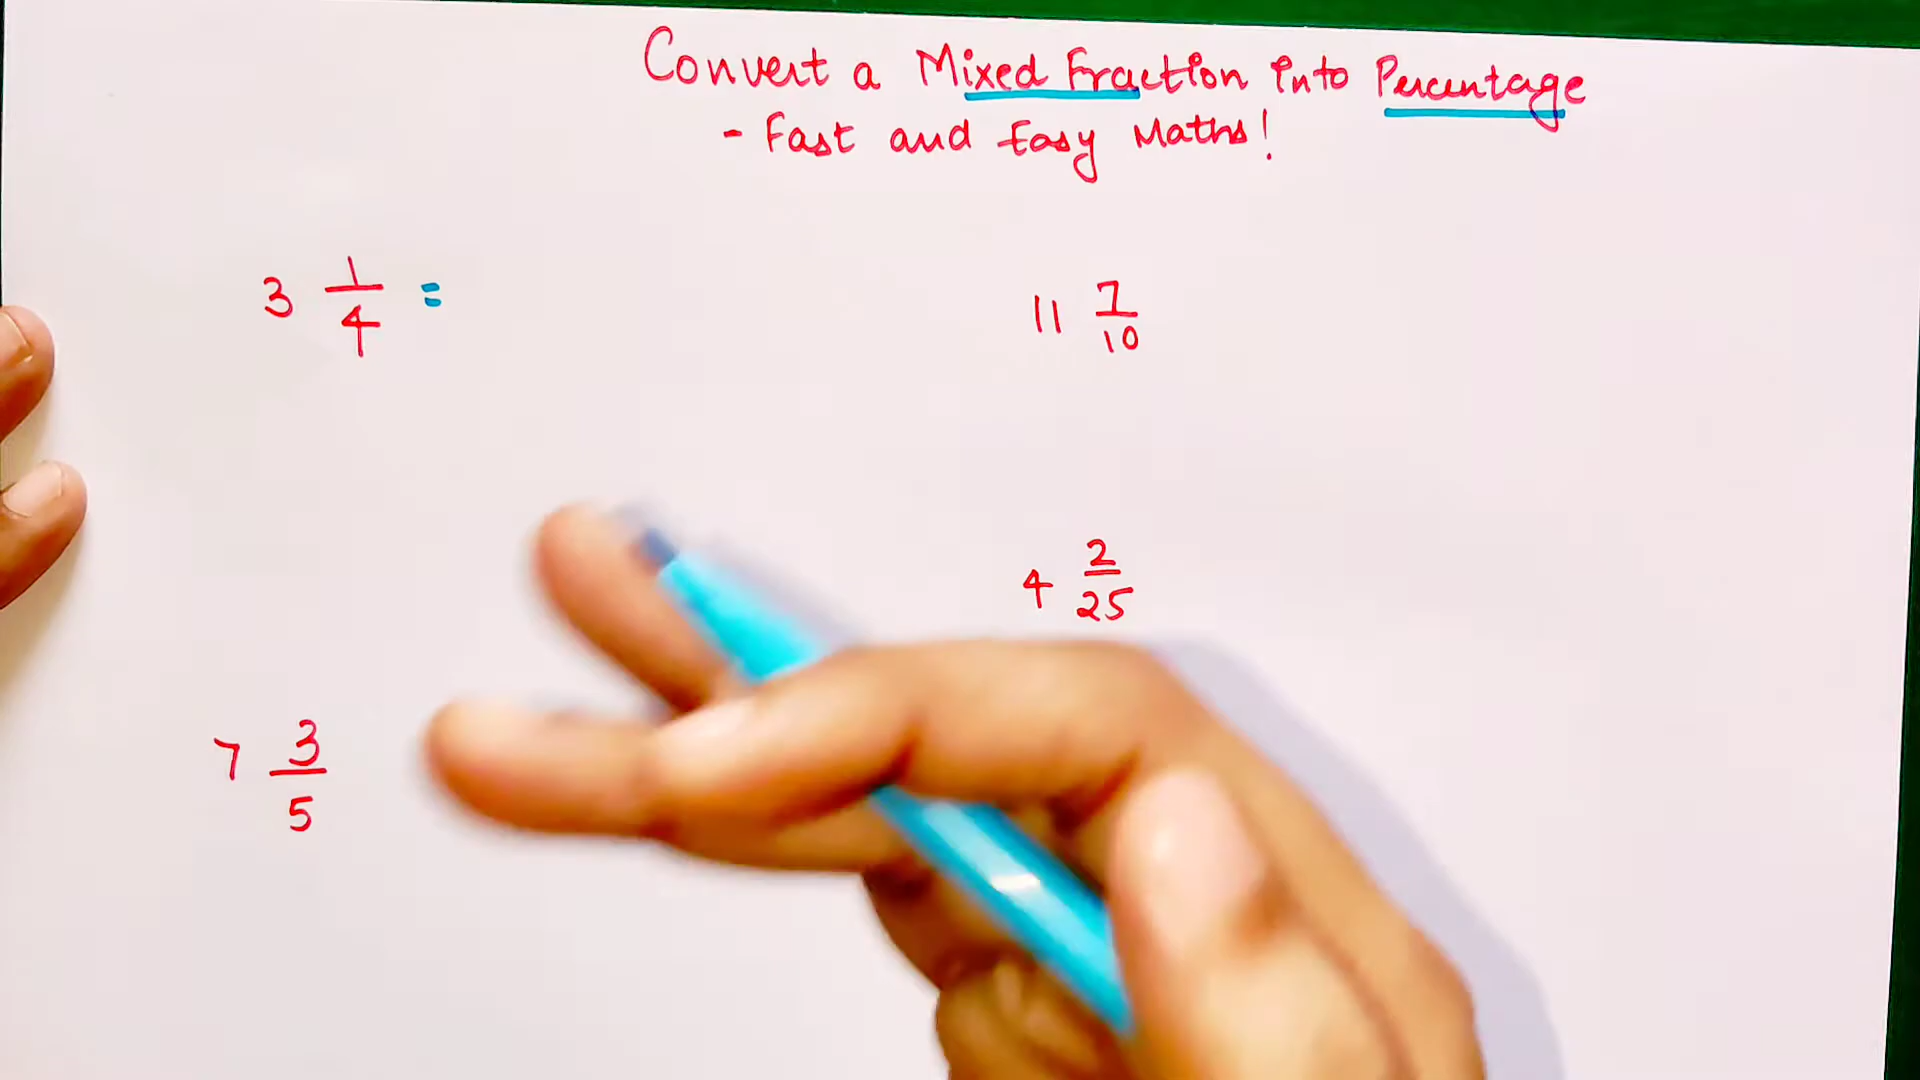 Convert a Mixed Fraction into Percentage
- Fast and Easy Maths!
3 1/4 =
11 7/10
4 2/25
7 3/5